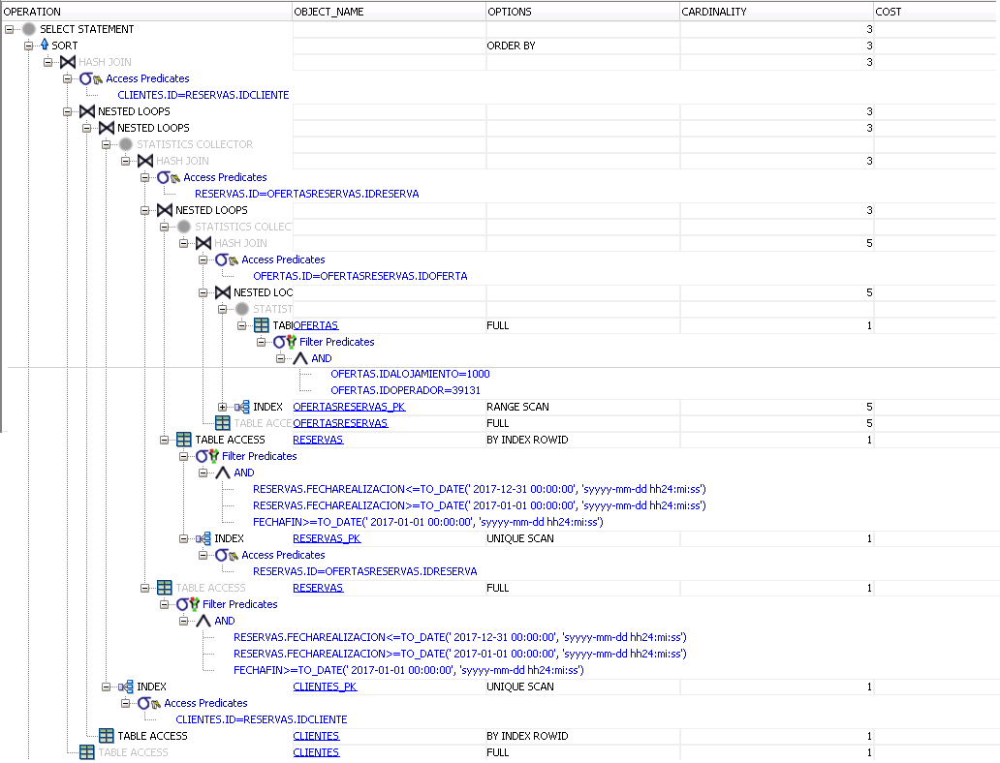 OPERATION OBJECT_NAME OPTIONS CARDINALITY COST
SELECT STATEMENT 3
SORT ORDER BY 3
HASH JOIN 3
Access Predicates
CLIENTES.ID=RESERVAS.IDCLIENTE
NESTED LOOPS 3
NESTED LOOPS 3
STATISTICS COLLECTOR
HASH JOIN 3
Access Predicates
RESERVAS.ID=OFERTASRESERVAS.IDRESERVA
NESTED LOOPS 3
STATISTICS COLLEC
HASH JOIN 5
Access Predicates
OFERTAS.ID=OFERTASRESERVAS.IDOFERTA
NESTED LOO 5
STATIST
TABL OFERTAS FULL 1
Filter Predicates
AND
OFERTAS.IDALOJAMIENTO=1000
OFERTAS.IDOPERADOR=39131
INDEX OFERTASRESERVAS_PK RANGE SCAN 5
TABLE ACCE OFERTASRESERVAS FULL 5
TABLE ACCESS RESERVAS BY INDEX ROWID 1
Filter Predicates
AND
RESERVAS.FECHAREALIZACION<=TO_DATE(' 2017-12-31 00:00:00', 'syyyy-mm-dd hh24:mi:ss')
RESERVAS.FECHAREALIZACION>=TO_DATE(' 2017-01-01 00:00:00', 'syyyy-mm-dd hh24:mi:ss')
FECHAFIN>=TO_DATE(' 2017-01-01 00:00:00', 'syyyy-mm-dd hh24:mi:ss')
INDEX RESERVAS_PK UNIQUE SCAN 1
Access Predicates
RESERVAS.ID=OFERTASRESERVAS.IDRESERVA
TABLE ACCESS RESERVAS FULL 1
Filter Predicates
AND
RESERVAS.FECHAREALIZACION<=TO_DATE(' 2017-12-31 00:00:00', 'syyyy-mm-dd hh24:mi:ss')
RESERVAS.FECHAREALIZACION>=TO_DATE(' 2017-01-01 00:00:00', 'syyyy-mm-dd hh24:mi:ss')
FECHAFIN>=TO_DATE(' 2017-01-01 00:00:00', 'syyyy-mm-dd hh24:mi:ss')
INDEX CLIENTES_PK UNIQUE SCAN 1
Access Predicates
CLIENTES.ID=RESERVAS.IDCLIENTE
TABLE ACCESS CLIENTES BY INDEX ROWID 1
TABLE ACCESS CLIENTES FULL 1